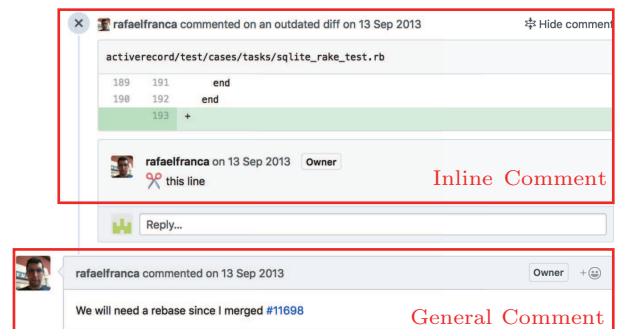 rafaelfranca commented on an outdated diff on 13 Sep 2013 Hide comment
activerecord/test/cases/tasks/sqlite_rake_test.rb
189 191 end
190 192 end
193 +
rafaelfranca on 13 Sep 2013 Owner
✂️ this line
Inline Comment
Reply...
rafaelfranca commented on 13 Sep 2013 Owner +
We will need a rebase since I merged #11698
General Comment